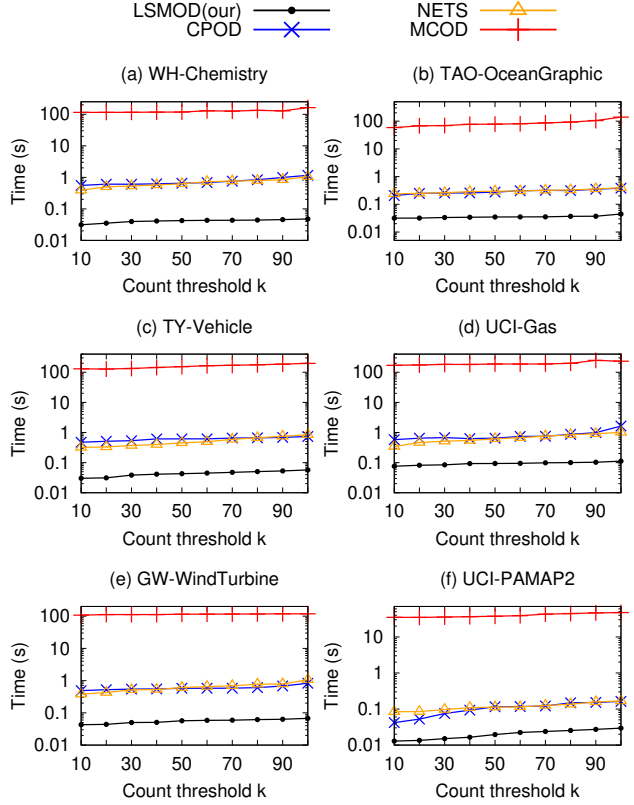 LSMOD(our)
CPOD
NETS
MCOD
(a) WH-Chemistry
Time (s)
100
10
1
0.1
0.01
10 30 50 70 90
Count threshold k
(b) TAO-OceanGraphic
Time (s)
100
10
1
0.1
0.01
10 30 50 70 90
Count threshold k
(c) TY-Vehicle
Time (s)
100
10
1
0.1
0.01
10 30 50 70 90
Count threshold k
(d) UCI-Gas
Time (s)
100
10
1
0.1
0.01
10 30 50 70 90
Count threshold k
(e) GW-WindTurbine
Time (s)
100
10
1
0.1
0.01
10 30 50 70 90
Count threshold k
(f) UCI-PAMAP2
Time (s)
10
1
0.1
0.01
10 30 50 70 90
Count threshold k